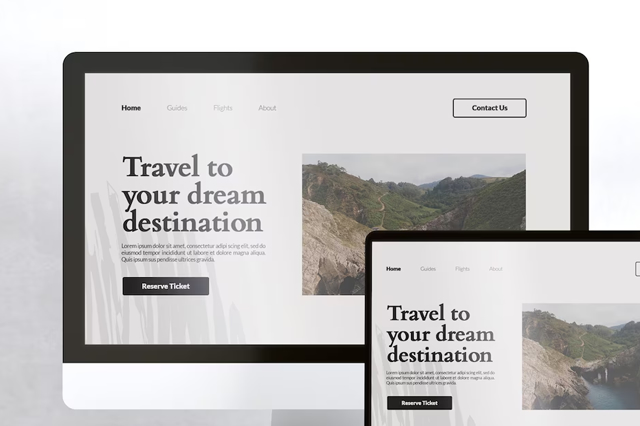 Home Guides Flights About Contact Us
Travel to
your dream
destination
Lorem ipsum dolor sit amet, consectetur adipiscing elit, sed do
eiusmod tempor incididunt ut labore et dolore magna aliqua.
Quis ipsum suspendisse ultrices gravida.
Reserve Ticket
Home Guides Flights About
Travel to
your dream
destination
Lorem ipsum dolor sit amet, consectetur adipiscing elit, sed do
eiusmod tempor incididunt ut labore et dolore magna aliqua.
Quis ipsum suspendisse ultrices gravida.
Reserve Ticket